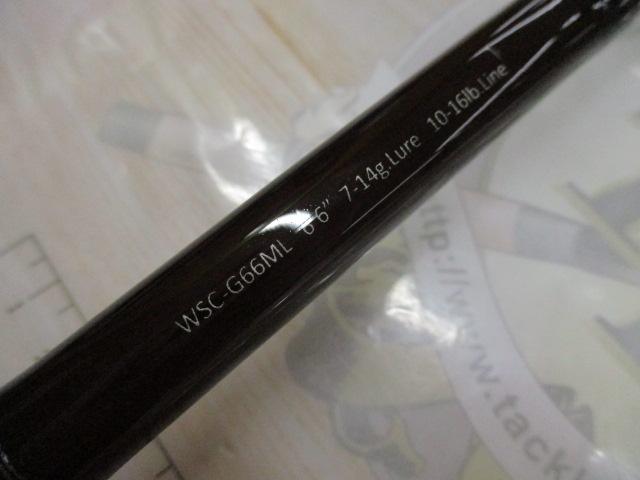 WSC-G66ML 6'6" 7-14g.Lure 10-16lb.Line
http://www.tackl